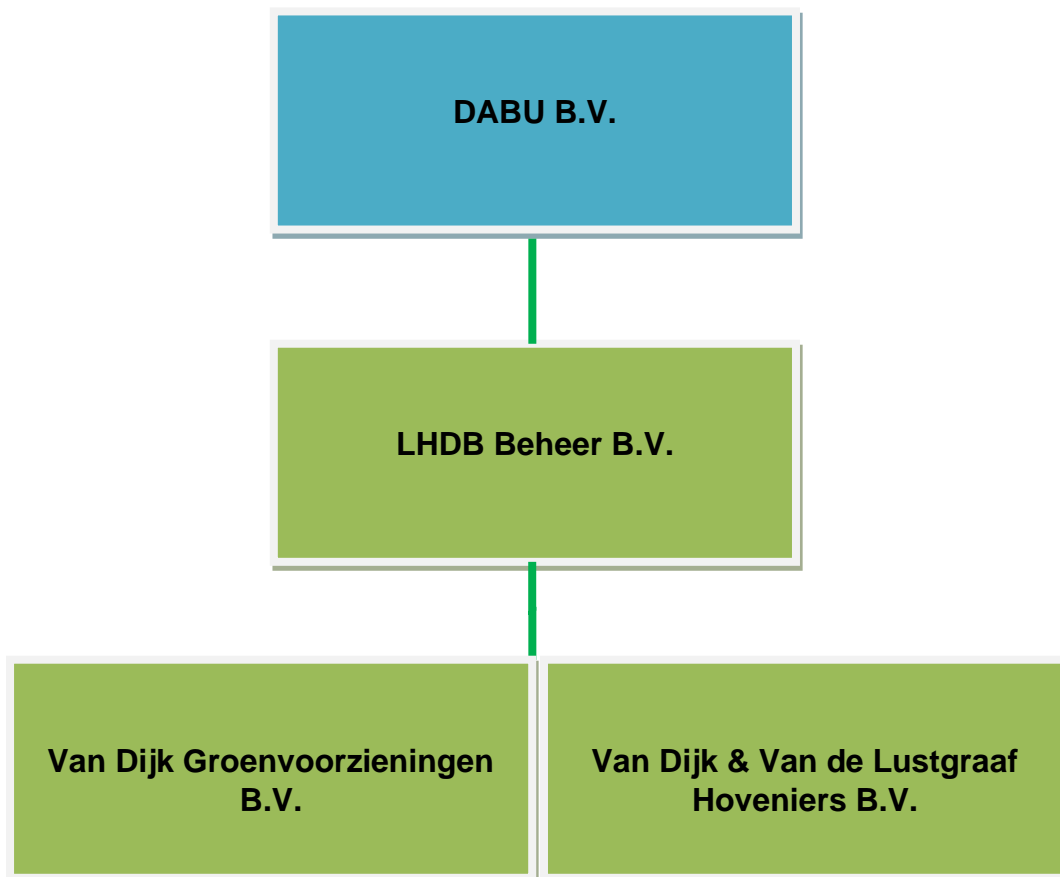 DABU B.V.
LHDB Beheer B.V.
Van Dijk Groenvoorzieningen
B.V.
Van Dijk & Van de Lustgraaf
Hoveniers B.V.